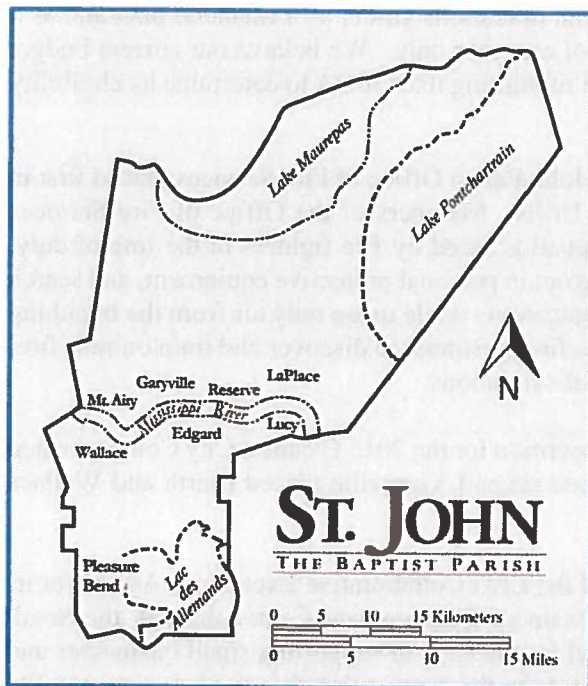 Lake Maurepas
Lake Ponichartrain
LaPlace
Garyville
Reserve
Mt. Airy
Mississippi River
Lucy
Edgard
Wallace
N
Pleasure
Bend
Lac
des
Allemands
ST. JOHN
THE BAPTIST PARISH
0 5 10 15 Kilometers
0 5 10 15 Miles